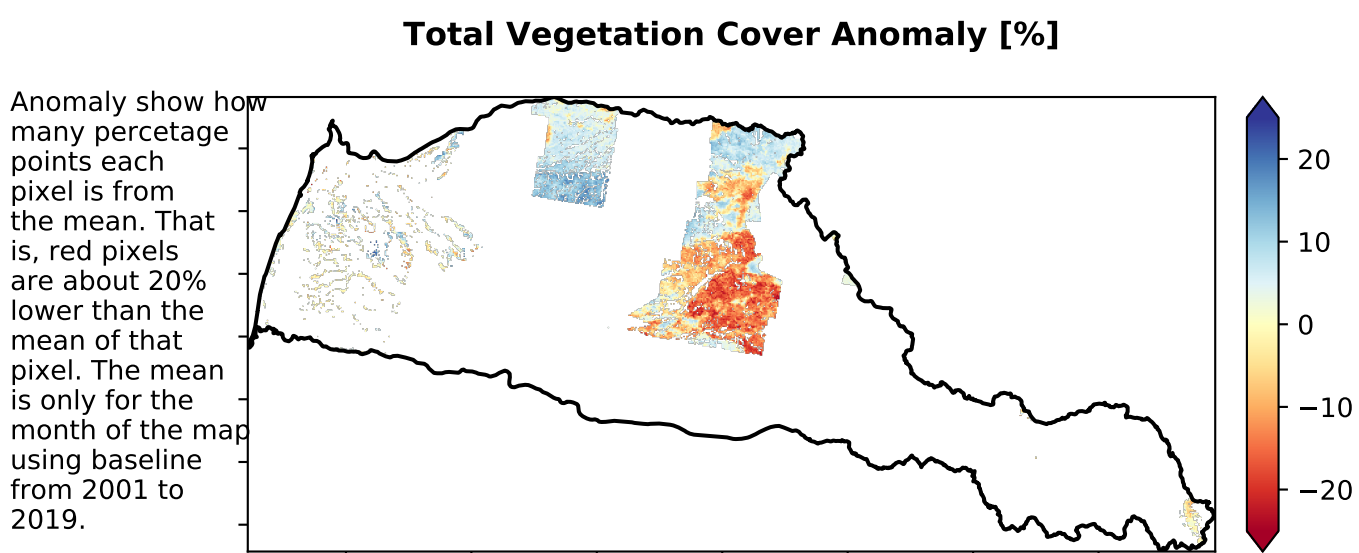 Total Vegetation Cover Anomaly [%]
Anomaly show how
many percetage
points each
pixel is from
the mean. That
is, red pixels
are about 20%
lower than the
mean of that
pixel. The mean
is only for the
month of the map
using baseline
from 2001 to
2019.
20
10
0
−10
−20